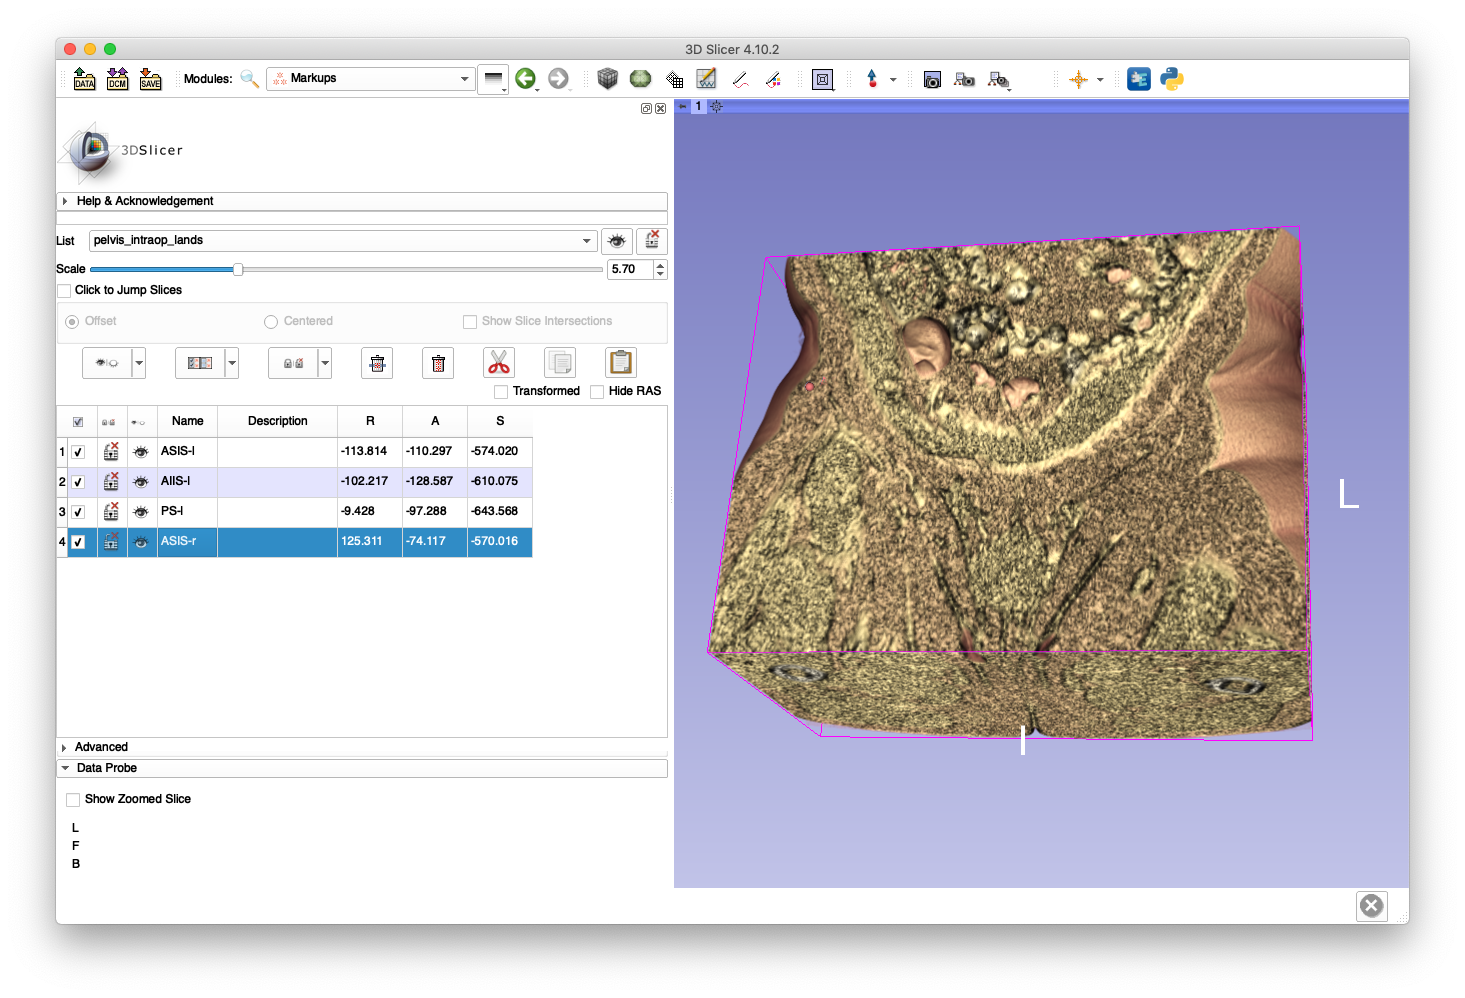 3D Slicer 4.10.2
DATA DCM SAVE Modules: Markups
1
3DSlicer
Help & Acknowledgement
List pelvis_intraop_lands
Scale 5.70
Click to Jump Slices
Offset Centered Show Slice Intersections
Transformed Hide RAS
Name Description R A S
1 ASIS-l -113.814 -110.297 -574.020
2 AIIS-l -102.217 -128.587 -610.075
3 PS-l -9.428 -97.288 -643.568
4 ASIS-r 125.311 -74.117 -570.016
L
I
Advanced
Data Probe
Show Zoomed Slice
L
F
B